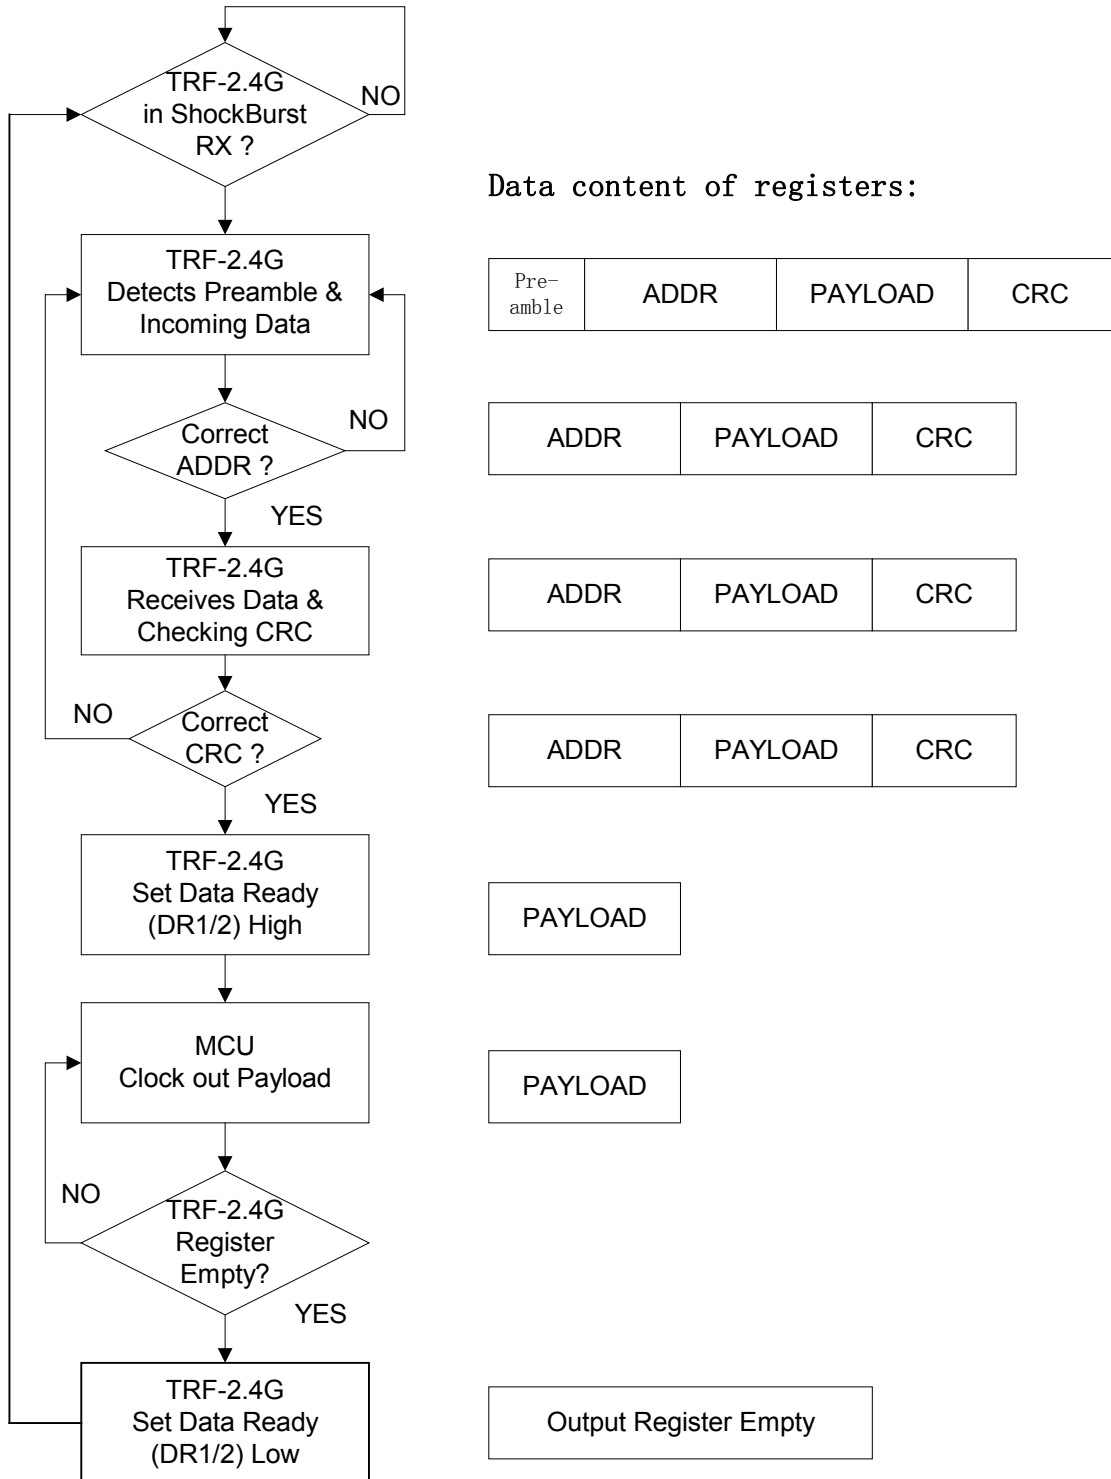 TRF-2.4G
in ShockBurst
RX ?
NO
Data content of registers:
TRF-2.4G
Detects Preamble &
Incoming Data
Pre-
amble
ADDR
PAYLOAD
CRC
Correct
ADDR ?
NO
ADDR
PAYLOAD
CRC
YES
TRF-2.4G
Receives Data &
Checking CRC
ADDR
PAYLOAD
CRC
NO
Correct
CRC ?
ADDR
PAYLOAD
CRC
YES
TRF-2.4G
Set Data Ready
(DR1/2) High
PAYLOAD
MCU
Clock out Payload
PAYLOAD
NO
TRF-2.4G
Register
Empty?
YES
TRF-2.4G
Set Data Ready
(DR1/2) Low
Output Register Empty